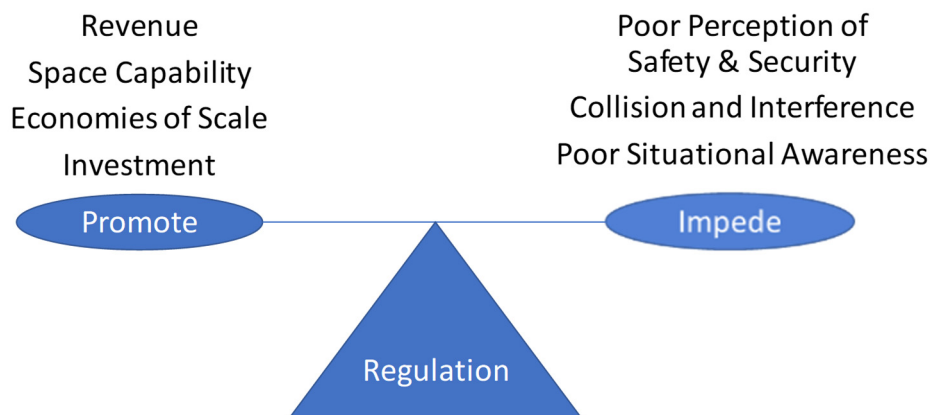 Revenue
Space Capability
Economies of Scale
Investment
Promote
Poor Perception of
Safety & Security
Collision and Interference
Poor Situational Awareness
Impede
Regulation